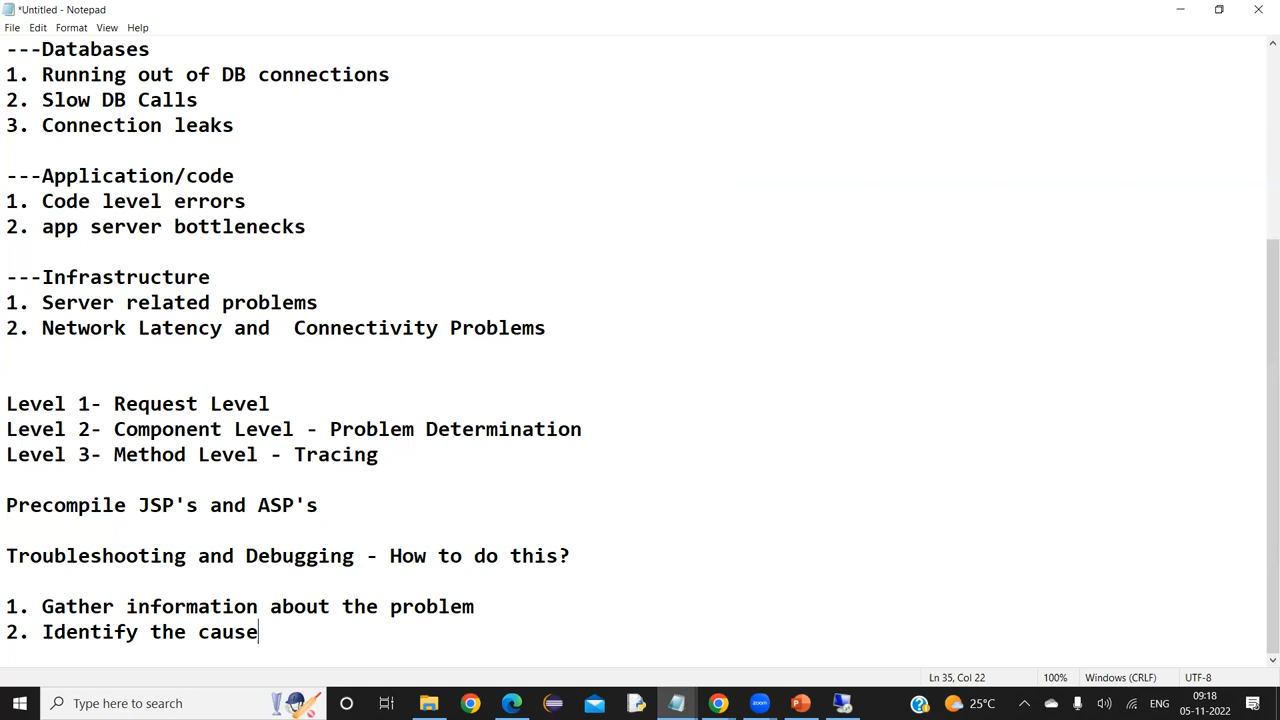 *Untitled - Notepad
File Edit Format View Help
---Databases
1. Running out of DB connections
2. Slow DB Calls
3. Connection leaks
---Application/code
1. Code level errors
2. app server bottlenecks
---Infrastructure
1. Server related problems
2. Network Latency and  Connectivity Problems
Level 1- Request Level
Level 2- Component Level - Problem Determination
Level 3- Method Level - Tracing
Precompile JSP's and ASP's
Troubleshooting and Debugging - How to do this?
1. Gather information about the problem
2. Identify the cause
Ln 35, Col 22 100% Windows (CRLF) UTF-8
Type here to search zoom 25°C ENG 09:18
05-11-2022